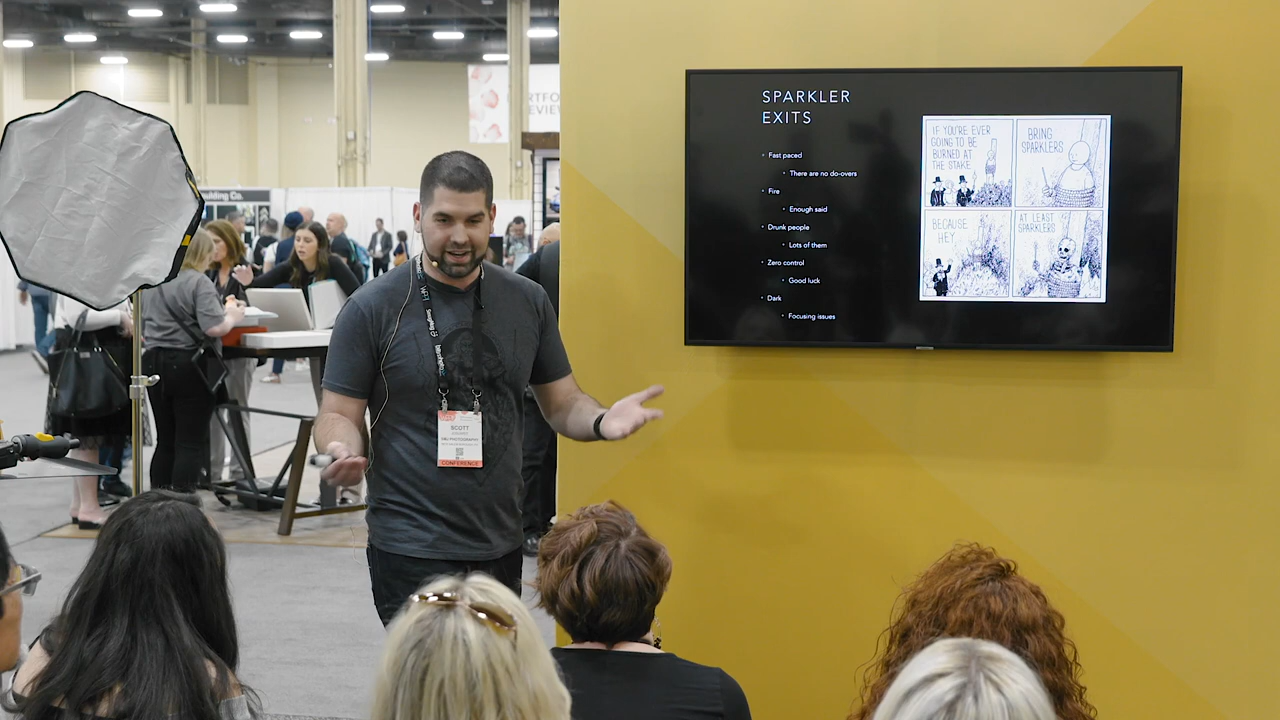 SPARKLER
EXITS
• Fast paced
• There are no do-overs
• Fire
• Enough said
• Drunk people
• Lots of them
• Zero control
• Good luck
• Dark
• Focusing issues
IF YOU'RE EVER
GOING TO BE
BURNED AT
THE STAKE
BRING
SPARKLERS
BECAUSE
HEY,
AT LEAST
SPARKLERS
SCOTT
PHOTOGRAPHY
CONFERENCE